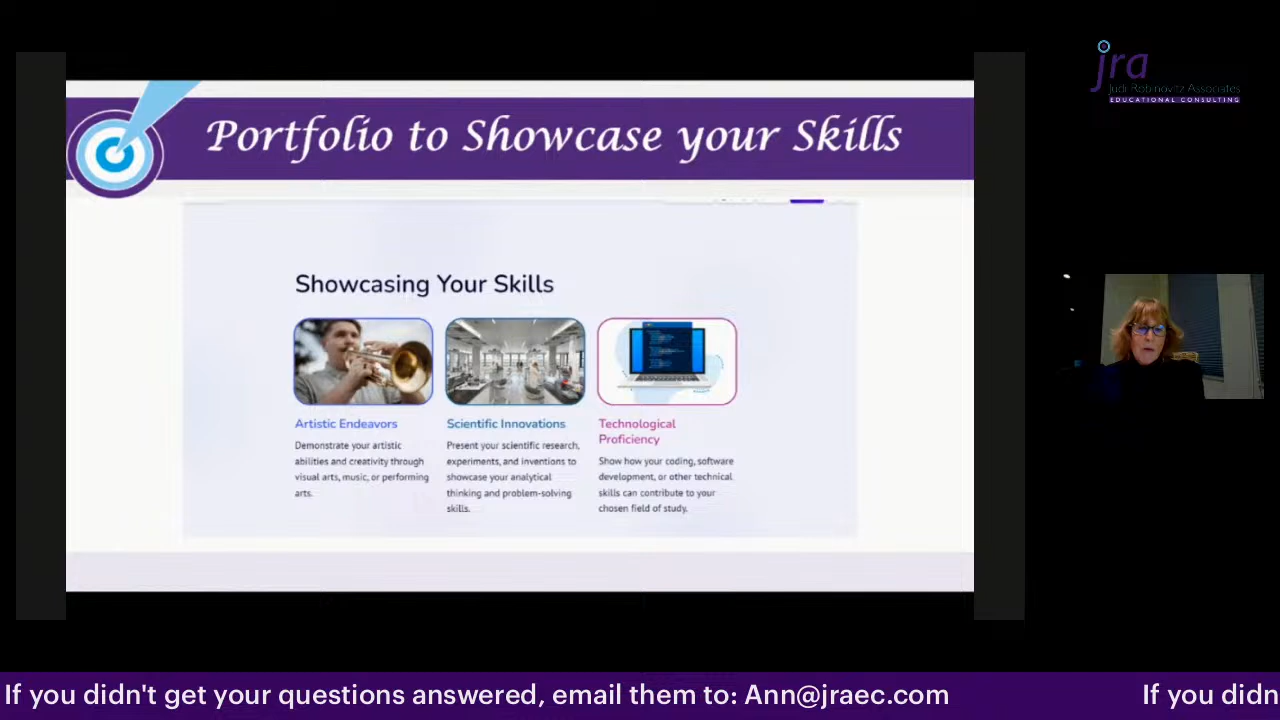 Portfolio to Showcase your Skills
jra
Judi Robinovitz Associates
EDUCATIONAL CONSULTING
Showcasing Your Skills
Artistic Endeavors
Demonstrate your artistic
abilities and creativity through
visual arts, music, or performing
arts.
Scientific Innovations
Present your scientific research,
experiments, and inventions to
showcase your analytical
thinking and problem-solving
skills.
Technological
Proficiency
Show how your coding, software
development, or other technical
skills can contribute to your
chosen field of study.
If you didn't get your questions answered, email them to: Ann@jraec.com
If you didn